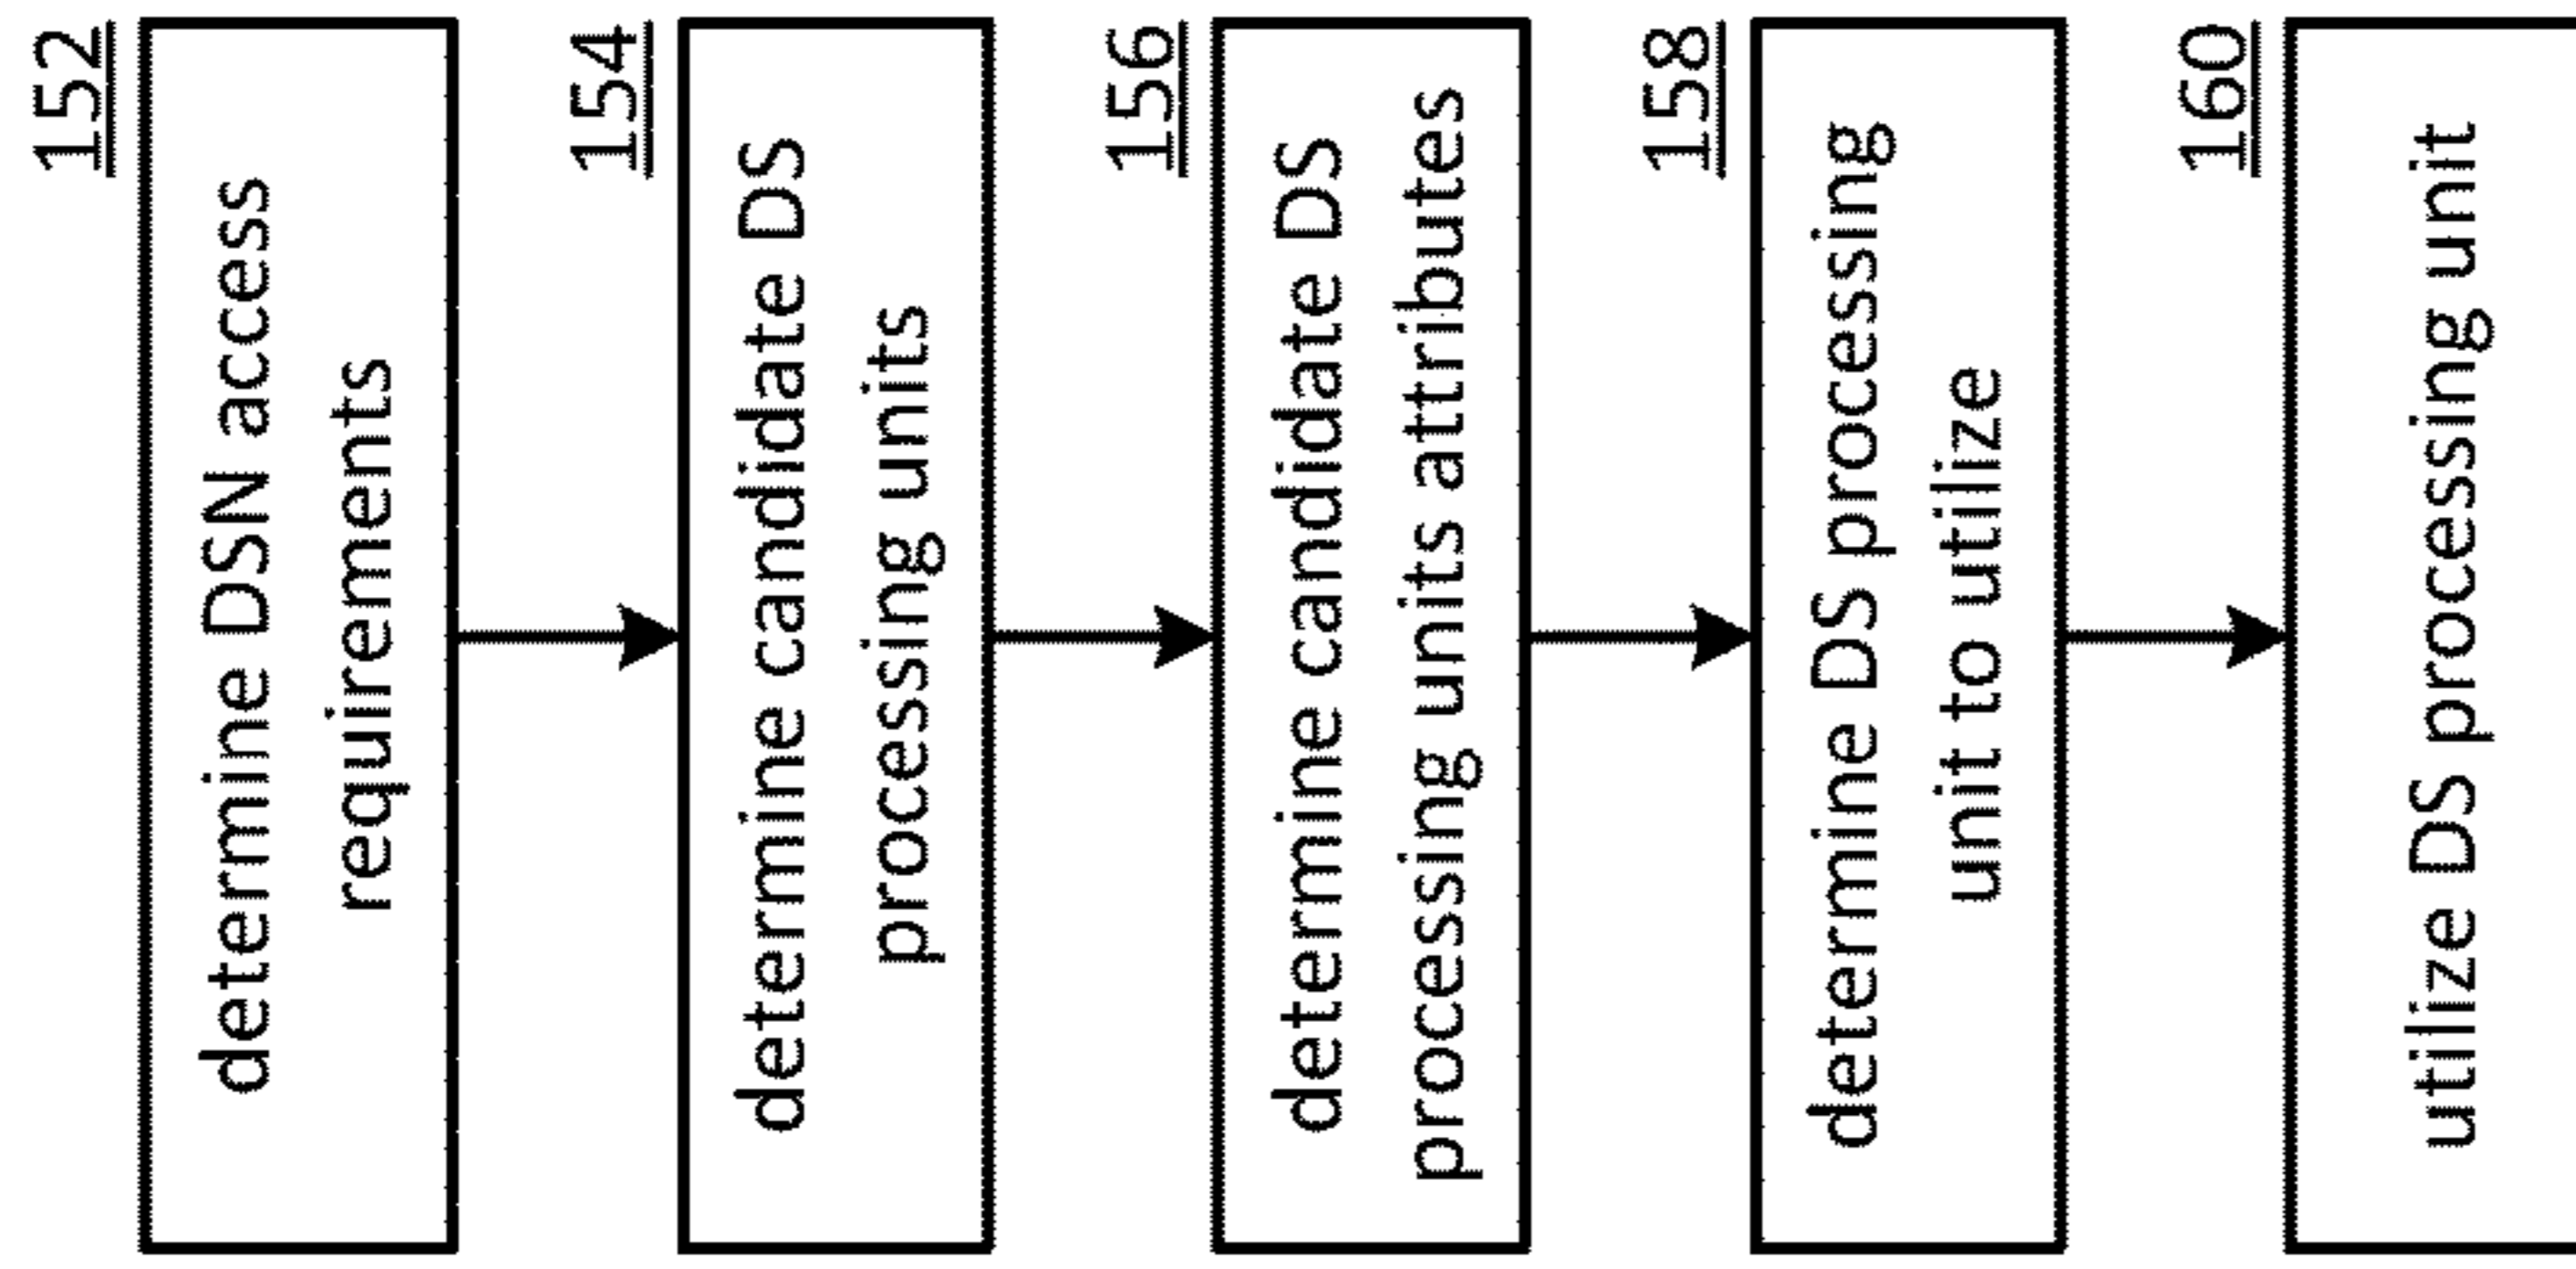 152
determine DSN access
requirements
154
determine candidate DS
processing units
156
determine candidate DS
processing units attributes
158
determine DS processing
unit to utilize
160
utilize DS processing unit